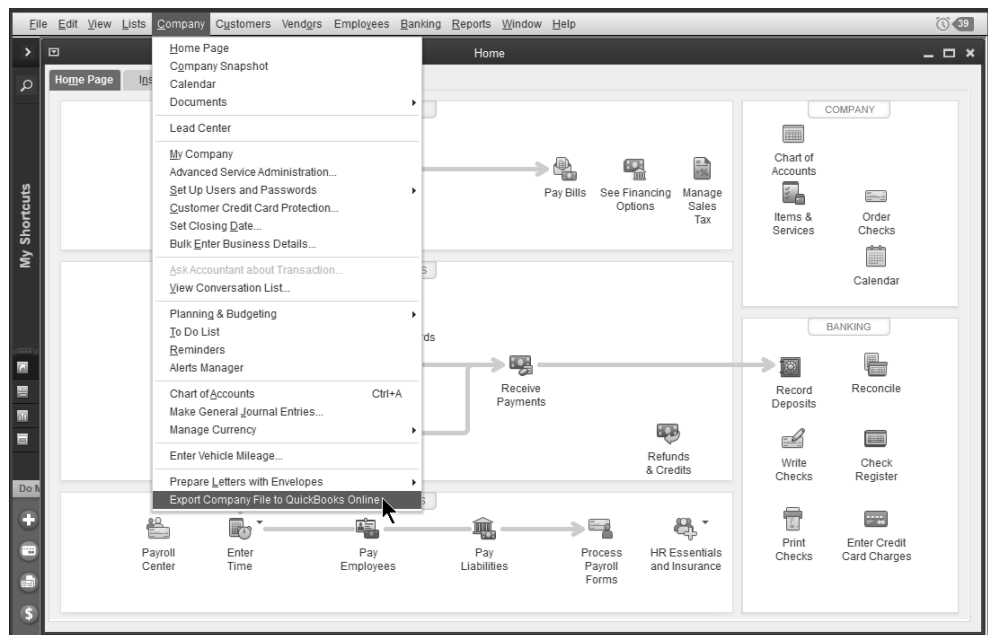 File Edit View Lists Company Customers Vendors Employees Banking Reports Window Help
39
Home
Home Page
Ins
My Shortcuts
Do M
Home Page
Company Snapshot
Calendar
Documents
Lead Center
My Company
Advanced Service Administration...
Set Up Users and Passwords
Customer Credit Card Protection...
Set Closing Date...
Bulk Enter Business Details...
Ask Accountant about Transaction...
View Conversation List...
Planning & Budgeting
To Do List
Reminders
Alerts Manager
Chart of Accounts Ctrl+A
Make General Journal Entries...
Manage Currency
Enter Vehicle Mileage...
Prepare Letters with Envelopes
Export Company File to QuickBooks Online
Pay Bills
See Financing
Options
Manage
Sales
Tax
S
rds
Receive
Payments
Refunds
& Credits
S
Payroll
Center
Enter
Time
Pay
Employees
Pay
Liabilities
Process
Payroll
Forms
HR Essentials
and Insurance
COMPANY
Chart of
Accounts
Items &
Services
Order
Checks
Calendar
BANKING
Record
Deposits
Reconcile
Write
Checks
Check
Register
Print
Checks
Enter Credit
Card Charges